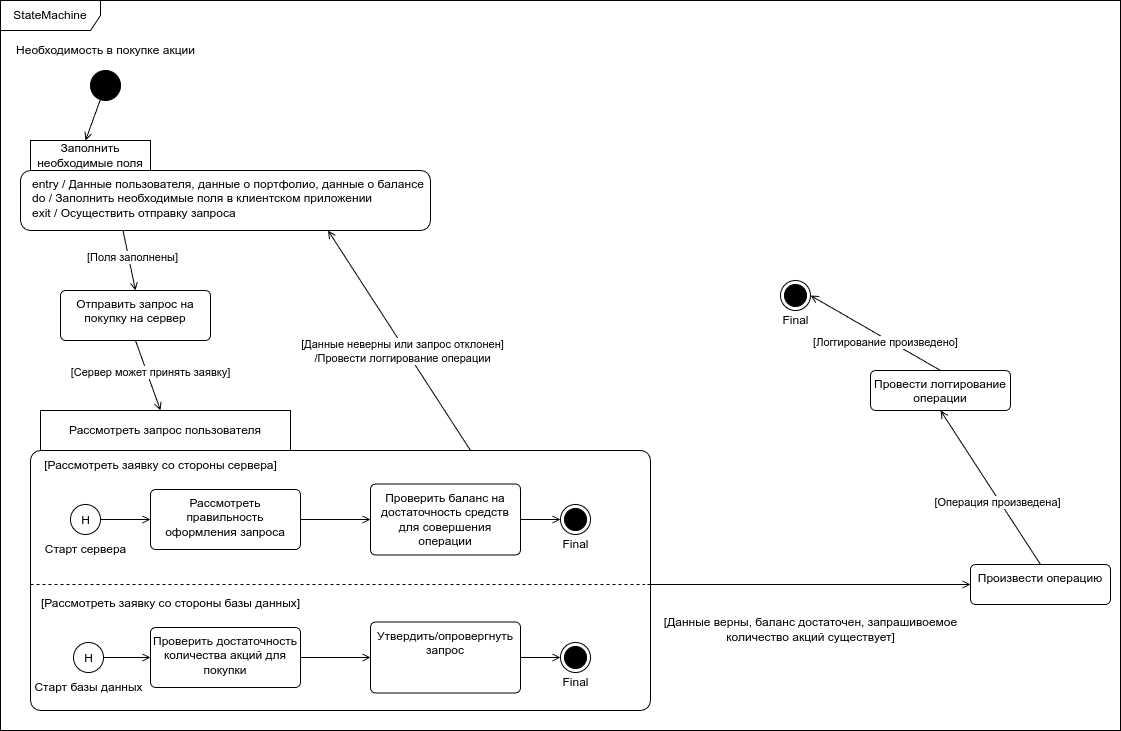 StateMachine
Необходимость в покупке акции
Заполнить
необходимые поля
entry / Данные пользователя, данные о портфолио, данные о балансе
do / Заполнить необходимые поля в клиентском приложении
exit / Осуществить отправку запроса
[Поля заполнены]
Отправить запрос на
покупку на сервер
[Сервер может принять заявку]
[Данные неверны или запрос отклонен]
/Провести логгирование операции
Final
[Логгирование произведено]
Провести логгирование
операции
[Операция произведена]
Произвести операцию
Рассмотреть запрос пользователя
[Рассмотреть заявку со стороны сервера]
H
Старт сервера
Рассмотреть
правильность
оформления запроса
Проверить баланс на
достаточность средств
для совершения
операции
Final
[Рассмотреть заявку со стороны базы данных]
H
Старт базы данных
Проверить достаточность
количества акций для
покупки
Утвердить/опровергнуть
запрос
Final
[Данные верны, баланс достаточен, запрашивоемое
количество акций существует]